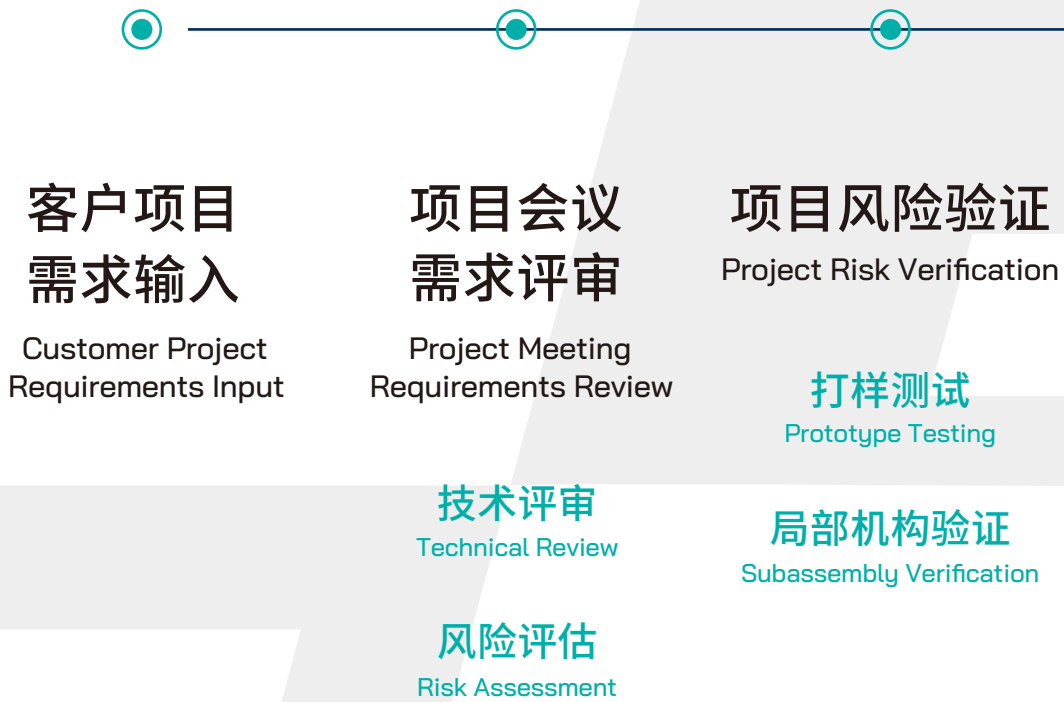 客户项目
需求输入
Customer Project
Requirements Input
项目会议
需求评审
Project Meeting
Requirements Review
技术评审
Technical Review
风险评估
Risk Assessment
项目风险验证
Project Risk Verification
打样测试
Prototype Testing
局部机构验证
Subassembly Verification